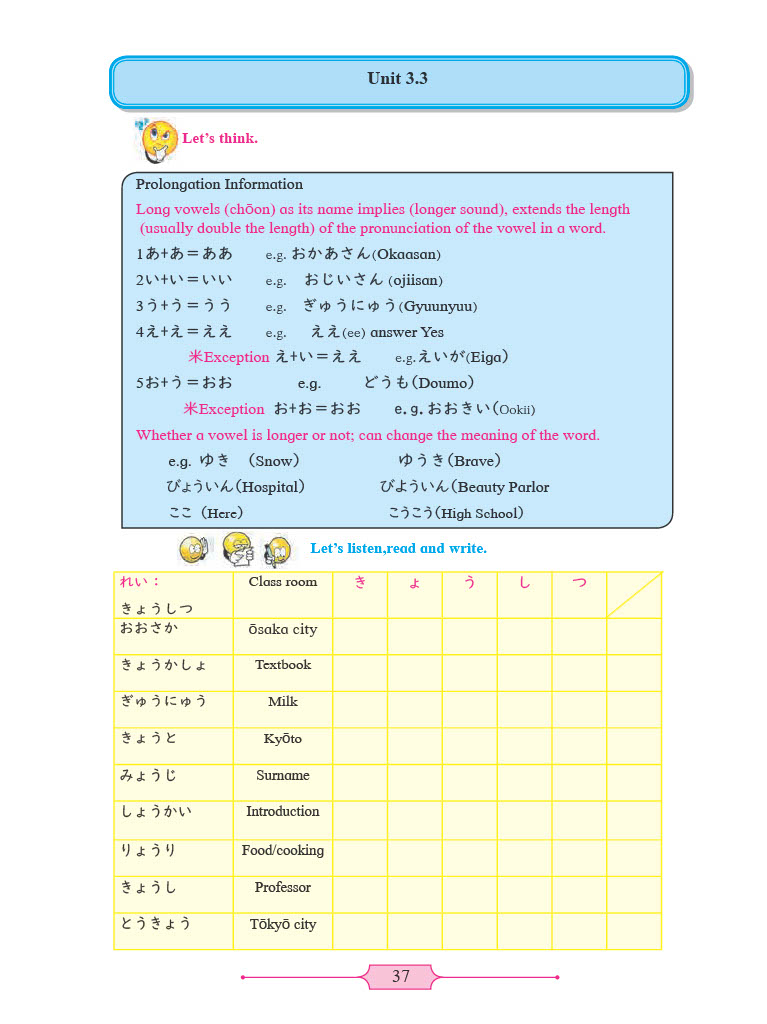 Unit 3.3
Let's think.
Prolongation Information
Long vowels (chōon) as its name implies (longer sound), extends the length
(usually double the length) of the pronunciation of the vowel in a word.
1あ+あ＝ああ e.g. おかあさん(Okaasan)
2い+い＝いい e.g. おじいさん (ojiisan)
3う+う＝うう e.g. ぎゅうにゅう(Gyuunyuu)
4え+え＝ええ e.g. ええ(ee) answer Yes
米Exception え+い＝ええ e.g.えいが(Eiga）
5お+う＝おお e.g. どうも（Doumo）
米Exception お+お＝おお e．g．おおきい（Ookii)
Whether a vowel is longer or not; can change the meaning of the word.
e.g. ゆき （Snow） ゆうき（Brave）
びょういん（Hospital） びよういん（Beauty Parlor
ここ （Here） こうこう（High School）
Let's listen,read and write.
れい： Class room き ょ う し つ
きょうしつ
おおさか ōsaka city
きょうかしょ Textbook
ぎゅうにゅう Milk
きょうと Kyōto
みょうじ Surname
しょうかい Introduction
りょうり Food/cooking
きょうし Professor
とうきょう Tōkyō city
37